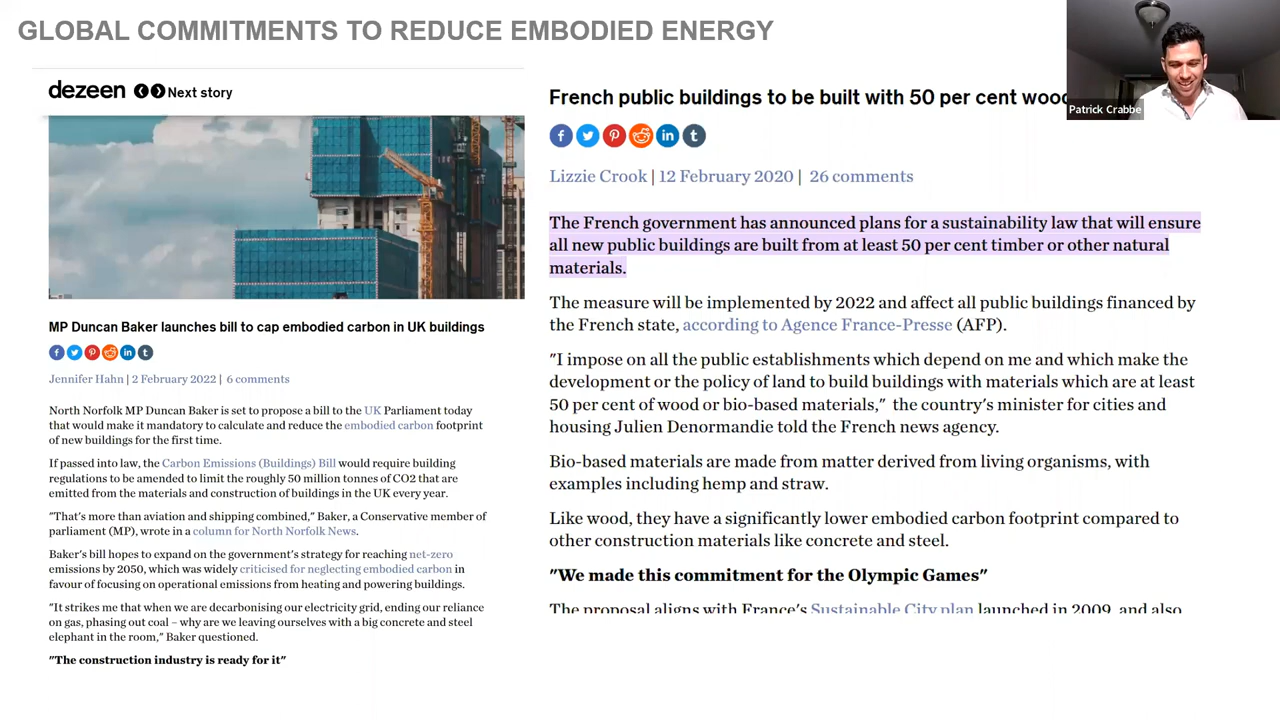 GLOBAL COMMITMENTS TO REDUCE EMBODIED ENERGY
dezeen Next story
MP Duncan Baker launches bill to cap embodied carbon in UK buildings
Jennifer Hahn | 2 February 2022 | 6 comments
North Norfolk MP Duncan Baker is set to propose a bill to the UK Parliament today
that would make it mandatory to calculate and reduce the embodied carbon footprint
of new buildings for the first time.
If passed into law, the Carbon Emissions (Buildings) Bill would require building
regulations to be amended to limit the roughly 50 million tonnes of CO2 that are
emitted from the materials and construction of buildings in the UK every year.
"That's more than aviation and shipping combined," Baker, a Conservative member of
parliament (MP), wrote in a column for North Norfolk News.
Baker's bill hopes to expand on the government's strategy for reaching net-zero
emissions by 2050, which was widely criticised for neglecting embodied carbon in
favour of focusing on operational emissions from heating and powering buildings.
"It strikes me that when we are decarbonising our electricity grid, ending our reliance
on gas, phasing out coal – why are we leaving ourselves with a big concrete and steel
elephant in the room," Baker questioned.
"The construction industry is ready for it"
French public buildings to be built with 50 per cent wood
Lizzie Crook | 12 February 2020 | 26 comments
The French government has announced plans for a sustainability law that will ensure
all new public buildings are built from at least 50 per cent timber or other natural
materials.
The measure will be implemented by 2022 and affect all public buildings financed by
the French state, according to Agence France-Presse (AFP).
"I impose on all the public establishments which depend on me and which make the
development or the policy of land to build buildings with materials which are at least
50 per cent of wood or bio-based materials," the country's minister for cities and
housing Julien Denormandie told the French news agency.
Bio-based materials are made from matter derived from living organisms, with
examples including hemp and straw.
Like wood, they have a significantly lower embodied carbon footprint compared to
other construction materials like concrete and steel.
"We made this commitment for the Olympic Games"
The proposal aligns with France's Sustainable City plan launched in 2009, and also
Patrick Crabbe